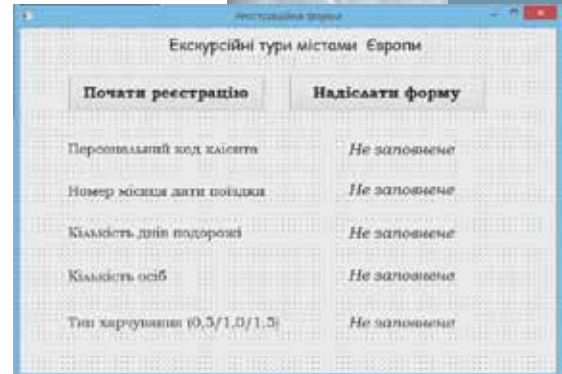 Реєстраційна форма
Екскурсійні тури містами Європи
Почати реєстрацію Надіслати форму
Персональний код клієнта Не заповнене
Номер місяця дати поїздки Не заповнене
Кількість днів подорожі Не заповнене
Кількість осіб Не заповнене
Тип харчування (0,5/1,0/1,5) Не заповнене